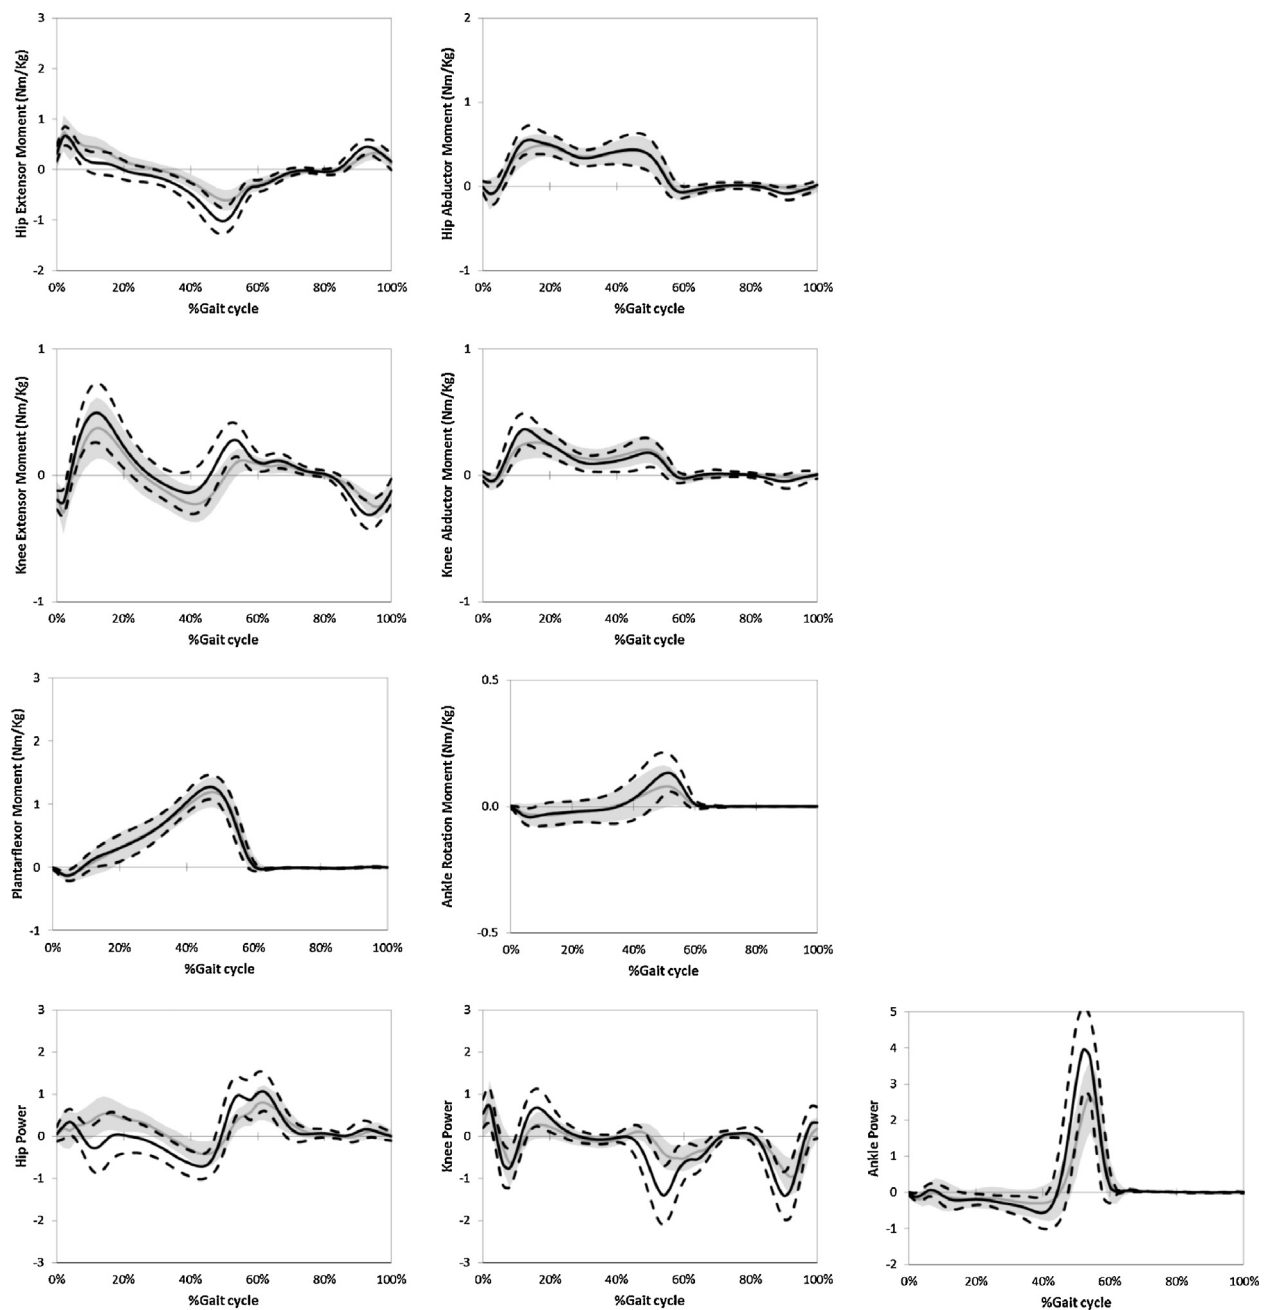 Hip Extensor Moment (Nm/Kg)
3
2
1
0
-1
-2
0% 20% 40% 60% 80% 100%
%Gait cycle
Hip Abductor Moment (Nm/Kg)
2
1
0
-1
0% 20% 40% 60% 80% 100%
%Gait cycle
Knee Extensor Moment (Nm/Kg)
1
0
-1
0% 20% 40% 60% 80% 100%
%Gait cycle
Knee Abductor Moment (Nm/Kg)
1
0
-1
0% 20% 40% 60% 80% 100%
%Gait cycle
Plantarflexor Moment (Nm/Kg)
3
2
1
0
-1
0% 20% 40% 60% 80% 100%
%Gait cycle
Ankle Rotation Moment (Nm/Kg)
0.5
0.0
-0.5
0% 20% 40% 60% 80% 100%
%Gait cycle
Hip Power
3
2
1
0
-1
-2
-3
0% 20% 40% 60% 80% 100%
%Gait cycle
Knee Power
3
2
1
0
-1
-2
-3
0% 20% 40% 60% 80% 100%
%Gait cycle
Ankle Power
5
4
3
2
1
0
-1
-2
0% 20% 40% 60% 80% 100%
%Gait cycle